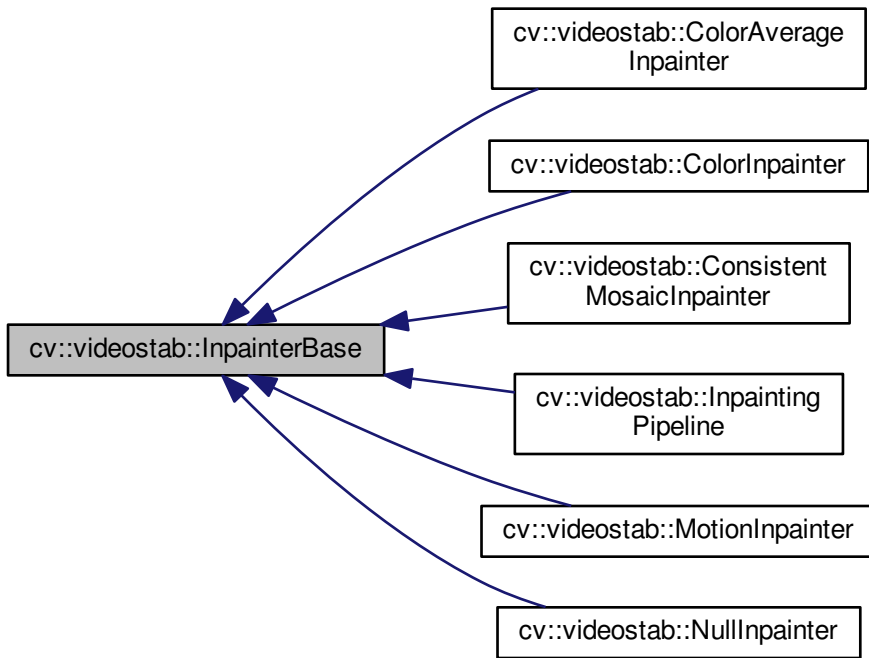 cv::videostab::ColorAverage
Inpainter
cv::videostab::ColorInpainter
cv::videostab::Consistent
MosaicInpainter
cv::videostab::InpainterBase
cv::videostab::Inpainting
Pipeline
cv::videostab::MotionInpainter
cv::videostab::NullInpainter